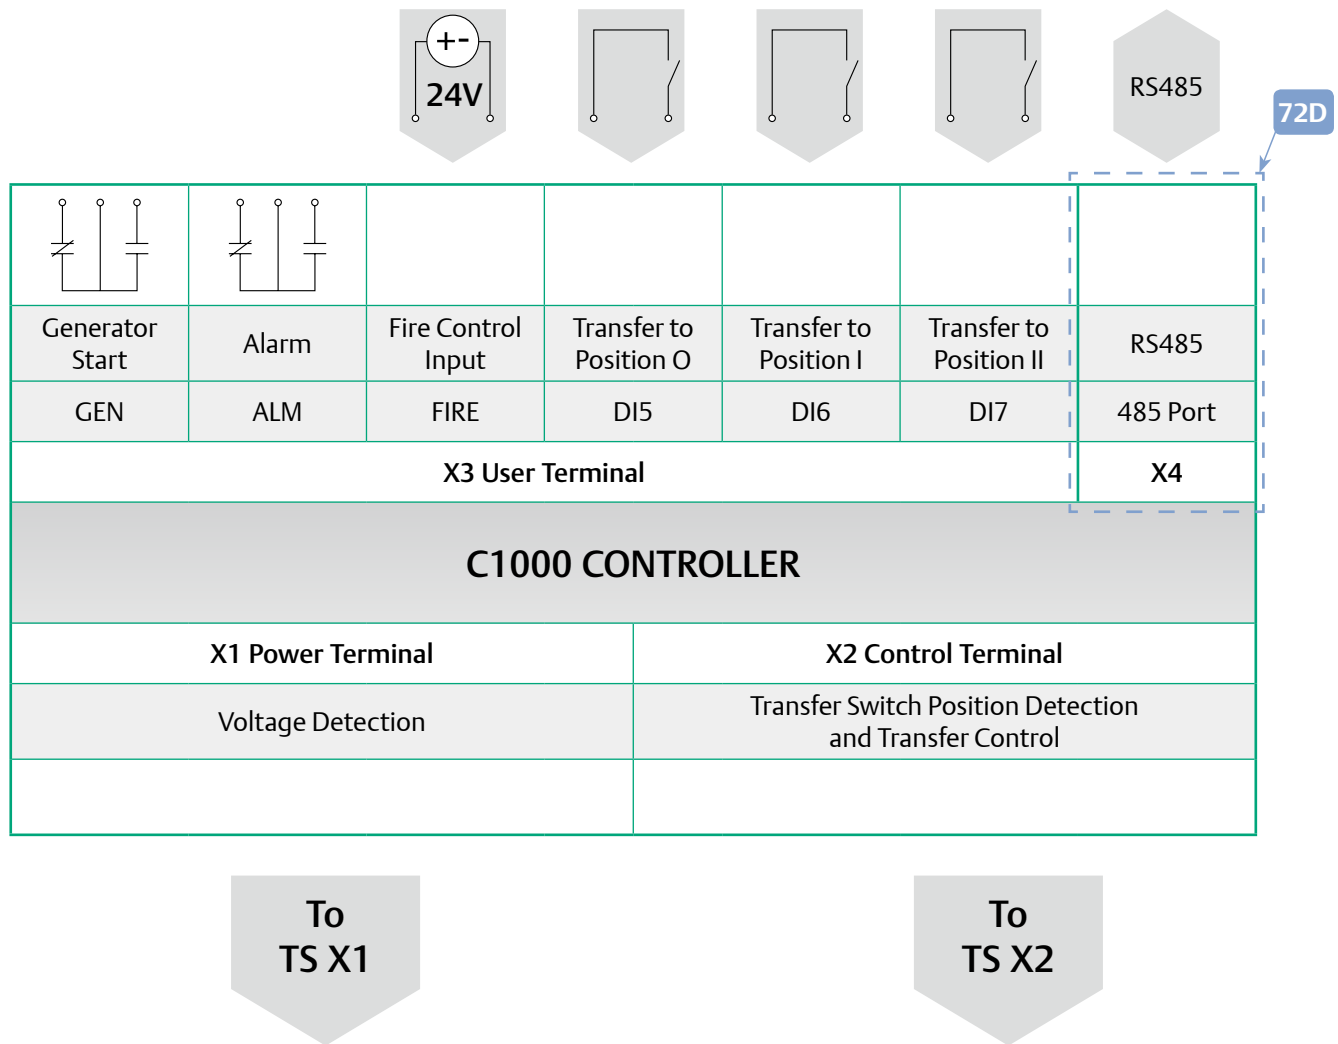 +-
24V
RS485
72D
Generator
Start
Alarm
Fire Control
Input
Transfer to
Position O
Transfer to
Position I
Transfer to
Position II
RS485
GEN
ALM
FIRE
DI5
DI6
DI7
485 Port
X3 User Terminal
X4
C1000 CONTROLLER
X1 Power Terminal
X2 Control Terminal
Voltage Detection
Transfer Switch Position Detection
and Transfer Control
To
TS X1
To
TS X2